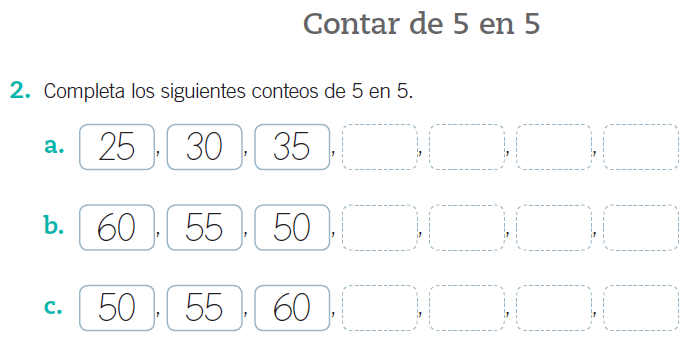 Contar de 5 en 5
2. Completa los siguientes conteos de 5 en 5.
a. 25, 30, 35, , , ,
b. 60, 55, 50, , , ,
c. 50, 55, 60, , , ,